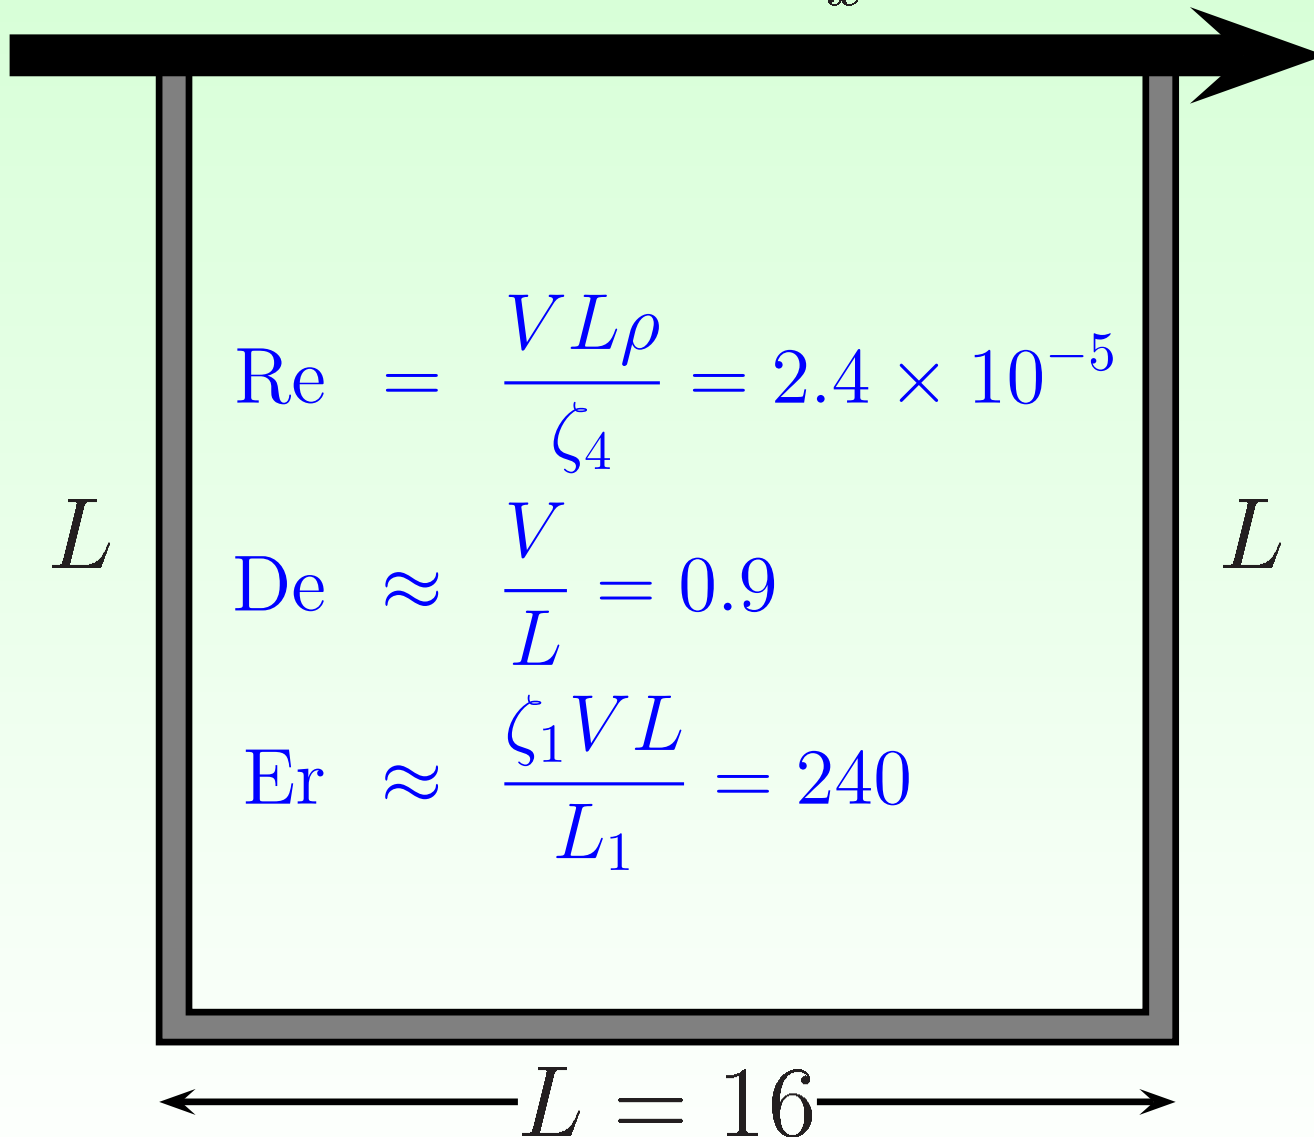 Re = VLρ/ζ₄ = 2.4 × 10⁻⁵
L
De ≈ V/L = 0.9
L
Er ≈ ζ₁VL/L₁ = 240
L = 16